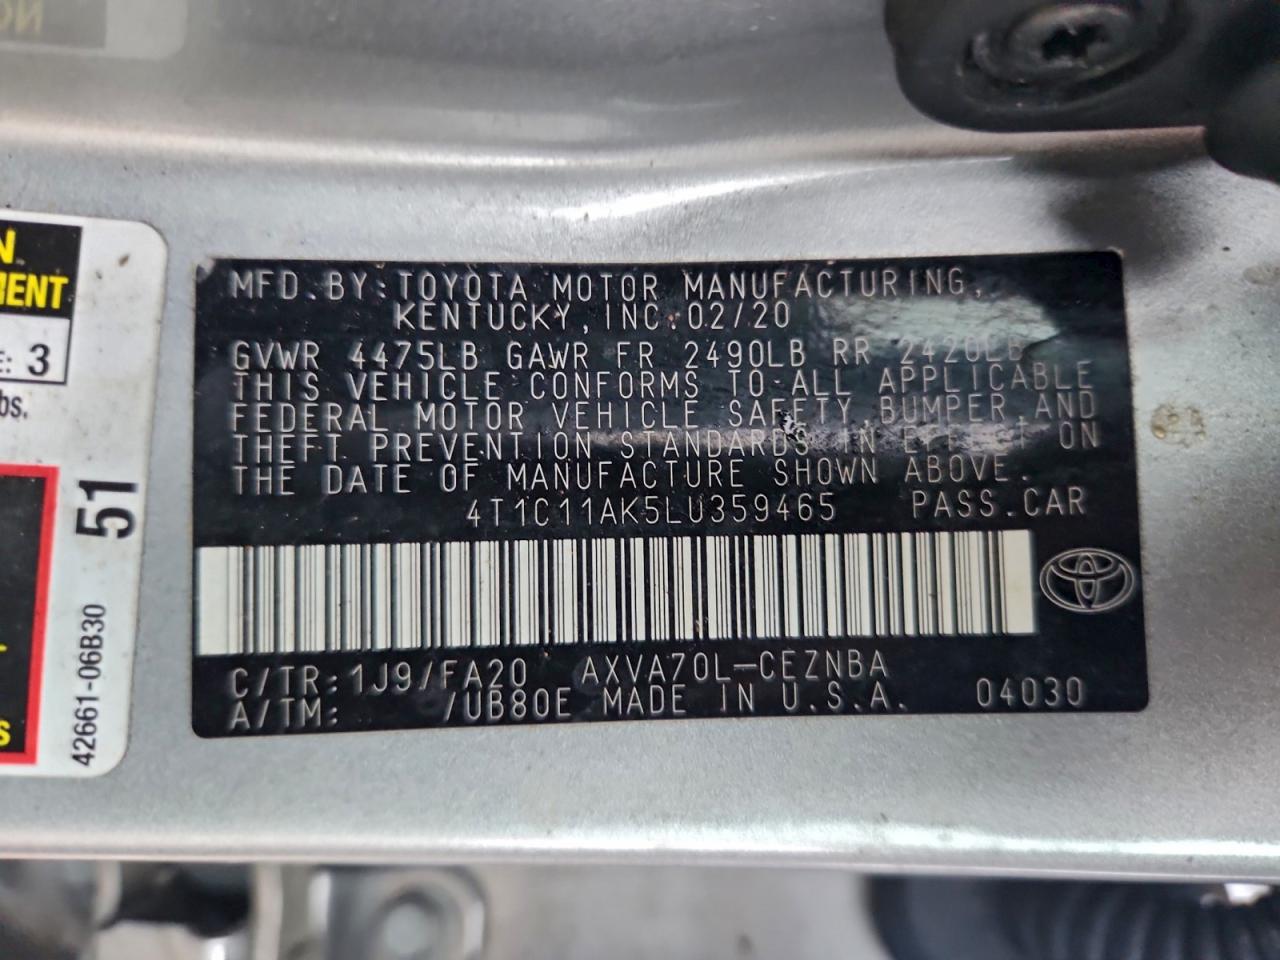 N
MENT
E: 3
bs.
51
42661-06B30
S
MFD.BY:TOYOTA MOTOR MANUFACTURING,
KENTUCKY,INC.02/20
GVWR 4475LB GAWR FR 2490LB RR 2420LB
THIS VEHICLE CONFORMS TO ALL APPLICABLE
FEDERAL MOTOR VEHICLE SAFETY,BUMPER,AND
THEFT PREVENTION STANDARDS IN EFFECT ON
THE DATE OF MANUFACTURE SHOWN ABOVE.
4T1C11AK5LU359465 PASS.CAR
C/TR:1J9/FA20 AXVA70L-CEZNBA
A/TM: /UB80E MADE IN U.S.A. 04030